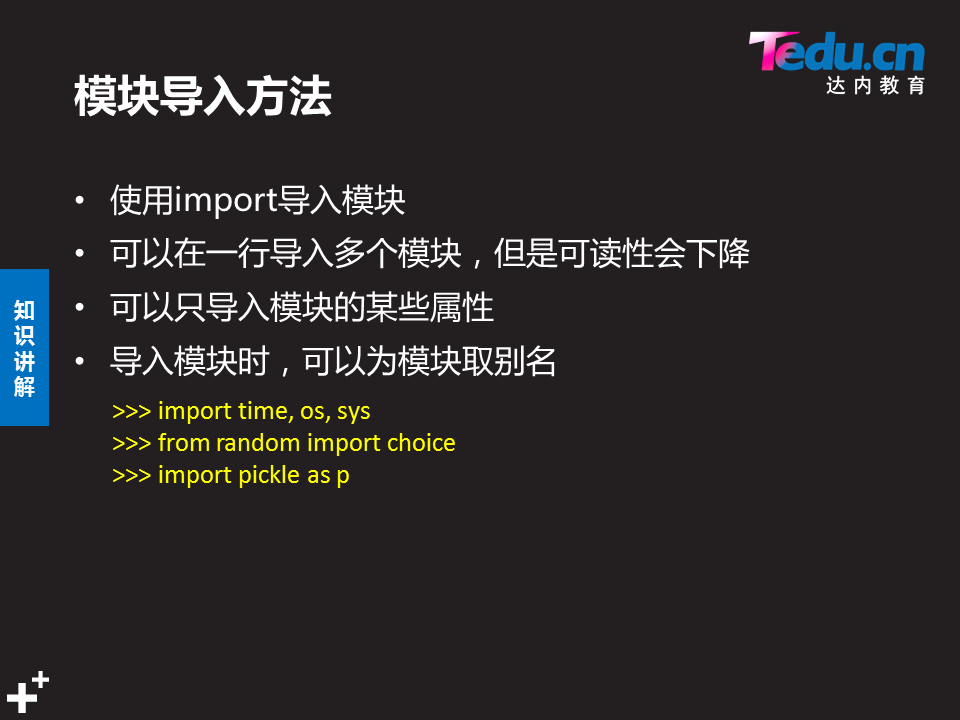 Tedu.cn
达内教育
模块导入方法
• 使用import导入模块
• 可以在一行导入多个模块，但是可读性会下降
• 可以只导入模块的某些属性
• 导入模块时，可以为模块取别名
>>> import time, os, sys
>>> from random import choice
>>> import pickle as p
知识讲解